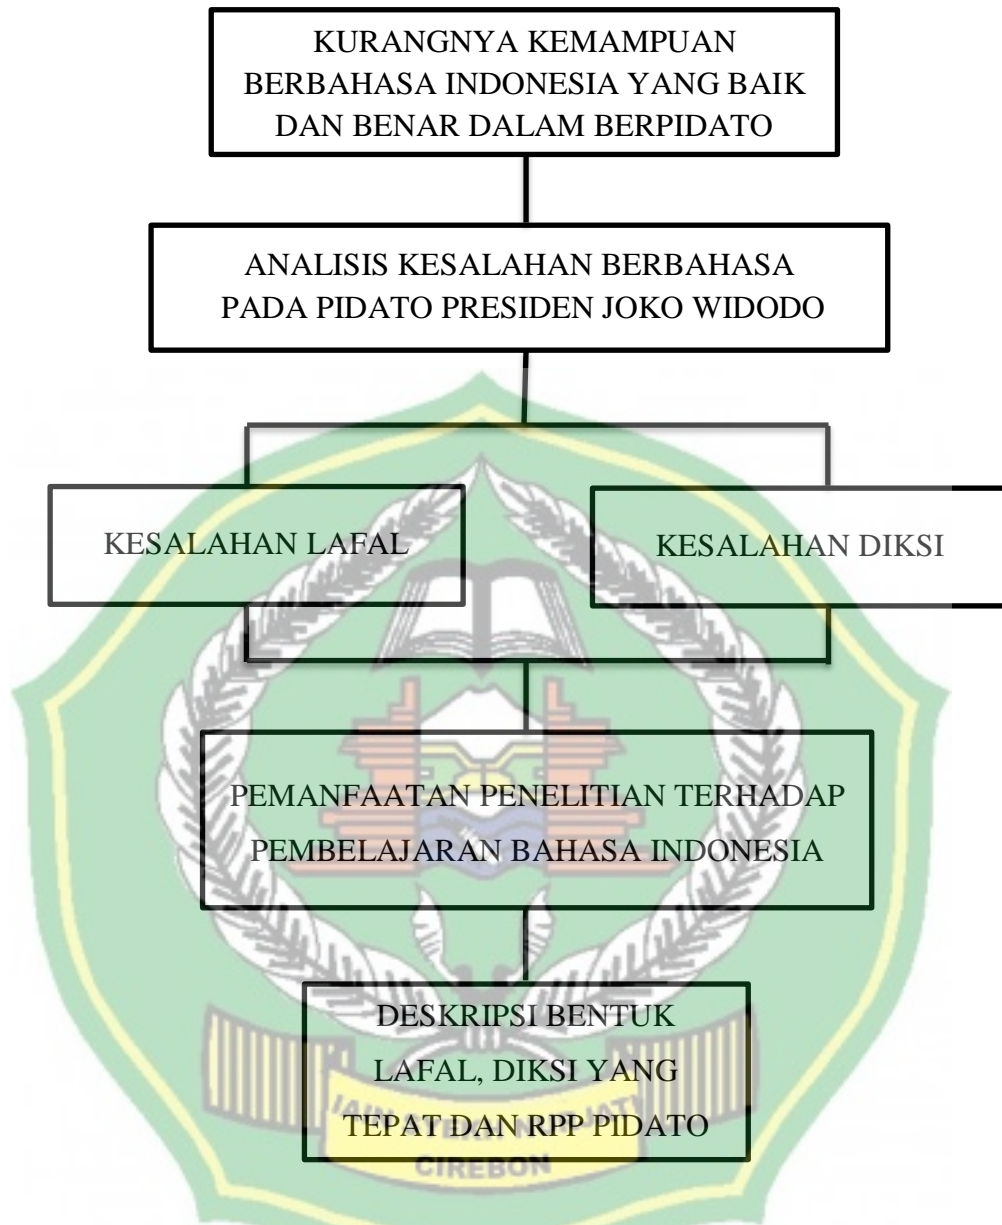 KURANGNYA KEMAMPUAN
BERBAHASA INDONESIA YANG BAIK
DAN BENAR DALAM BERPIDATO
ANALISIS KESALAHAN BERBAHASA
PADA PIDATO PRESIDEN JOKO WIDODO
KESALAHAN LAFAL
KESALAHAN DIKSI
PEMANFAATAN PENELITIAN TERHADAP
PEMBELAJARAN BAHASA INDONESIA
DESKRIPSI BENTUK
LAFAL, DIKSI YANG
TEPAT DAN RPP PIDATO
IAIN JATI
CIREBON